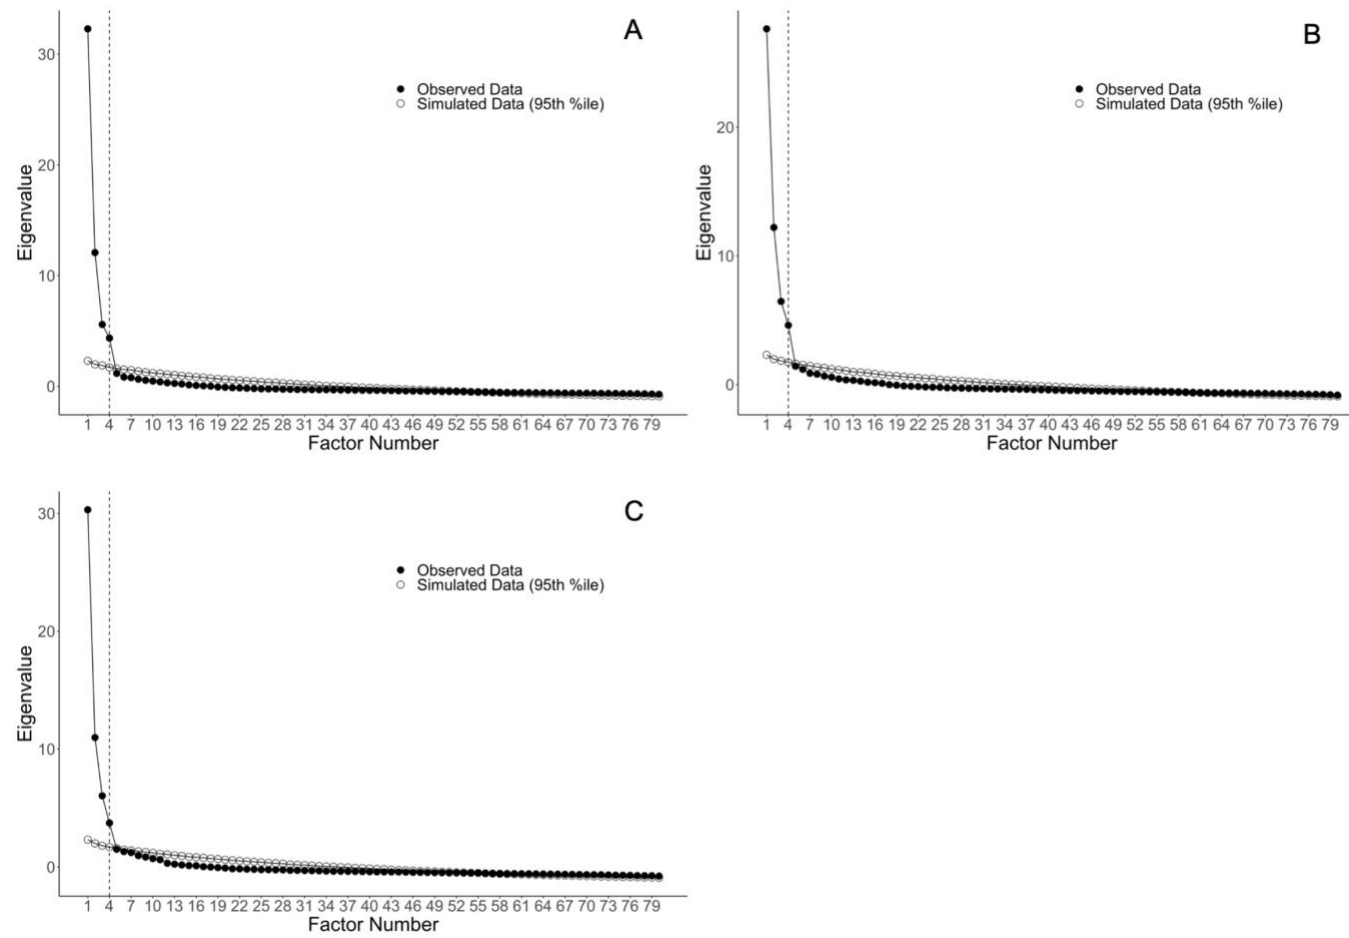 A
30
20
10
0
Eigenvalue
Observed Data
Simulated Data (95th %ile)
1 4 7 10 13 16 19 22 25 28 31 34 37 40 43 46 49 52 55 58 61 64 67 70 73 76 79
Factor Number
B
20
10
0
Eigenvalue
Observed Data
Simulated Data (95th %ile)
1 4 7 10 13 16 19 22 25 28 31 34 37 40 43 46 49 52 55 58 61 64 67 70 73 76 79
Factor Number
C
30
20
10
0
Eigenvalue
Observed Data
Simulated Data (95th %ile)
1 4 7 10 13 16 19 22 25 28 31 34 37 40 43 46 49 52 55 58 61 64 67 70 73 76 79
Factor Number